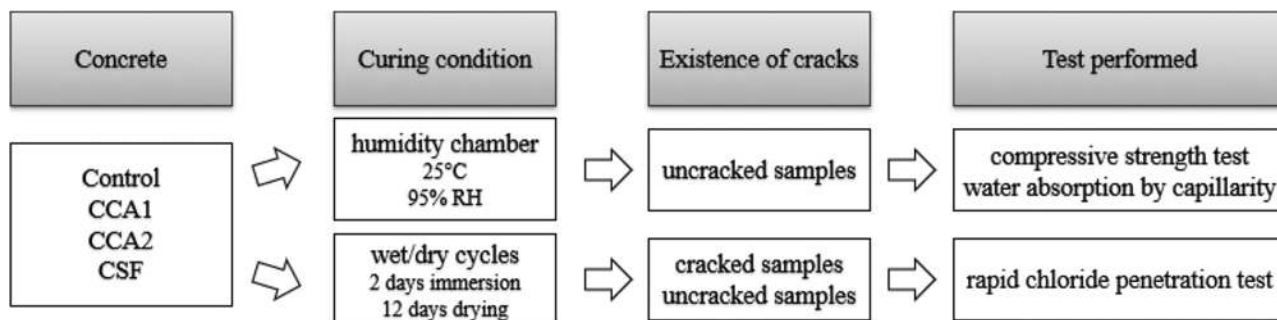 Concrete
Curing condition
Existence of cracks
Test performed
Control
CCA1
CCA2
CSF
humidity chamber
25°C
95% RH
uncracked samples
compressive strength test
water absorption by capillarity
wet/dry cycles
2 days immersion
12 days drying
cracked samples
uncracked samples
rapid chloride penetration test